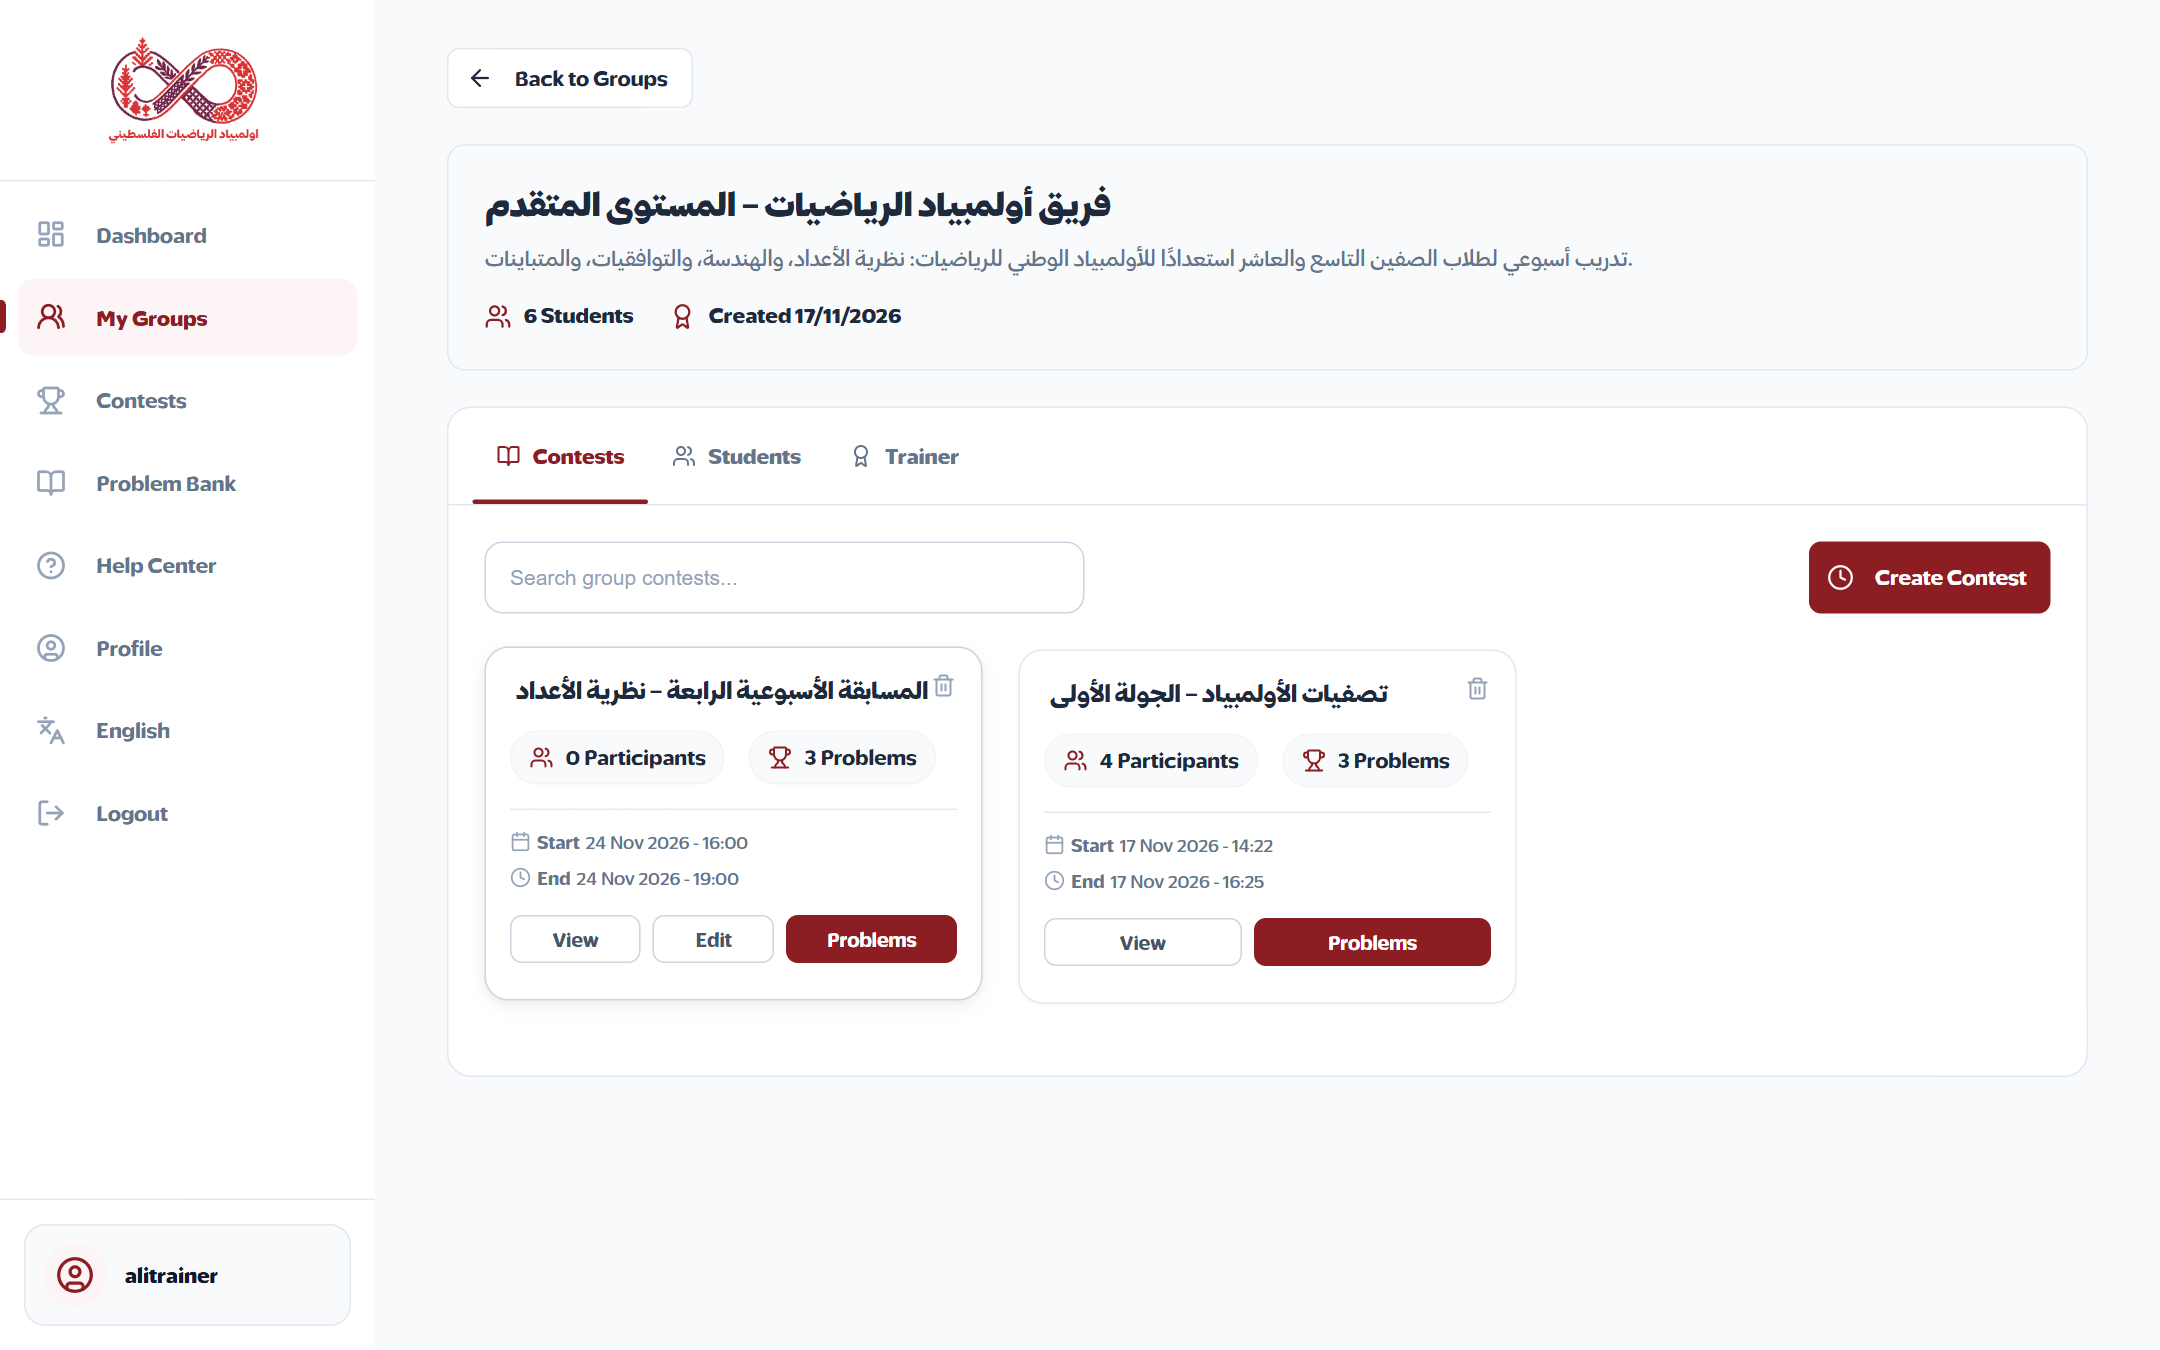 اولمبياد الرياضيات الفلسطيني
Dashboard
My Groups
Contests
Problem Bank
Help Center
Profile
English
Logout
alitrainer
Back to Groups
فريق أولمبياد الرياضيات – المستوى المتقدم
تدريب أسبوعي لطلاب الصفين التاسع والعاشر استعدادًا للأولمبياد الوطني للرياضيات: نظرية الأعداد، والهندسة، والتوافقيات، والمتباينات.
6 Students
Created 17/11/2026
Contests
Students
Trainer
Search group contests...
Create Contest
المسابقة الأسبوعية الرابعة – نظرية الأعداد
0 Participants
3 Problems
Start 24 Nov 2026 - 16:00
End 24 Nov 2026 - 19:00
View
Edit
Problems
تصفيات الأولمبياد – الجولة الأولى
4 Participants
3 Problems
Start 17 Nov 2026 - 14:22
End 17 Nov 2026 - 16:25
View
Problems